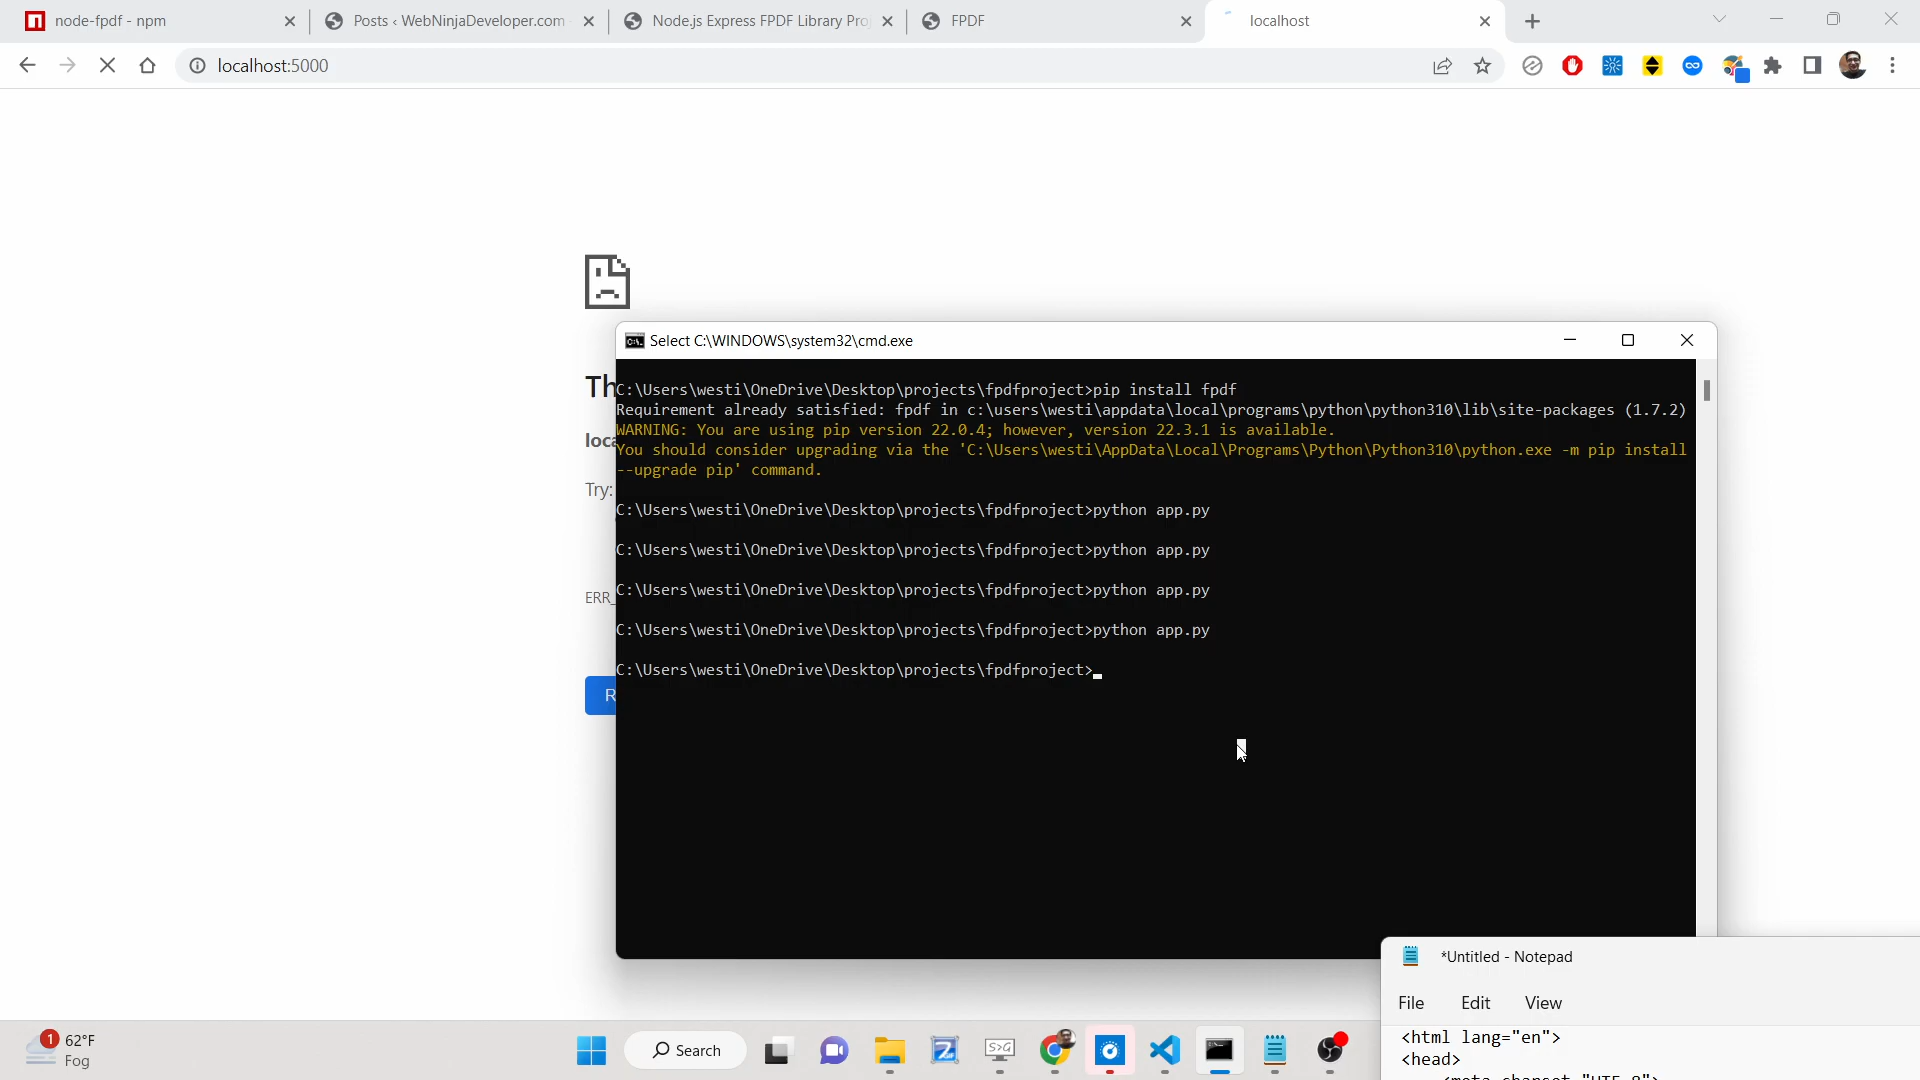 node-fpdf - npm
Posts ‹ WebNinjaDeveloper.com
Node.js Express FPDF Library Pro
FPDF
localhost
localhost:5000
Select C:\WINDOWS\system32\cmd.exe
C:\Users\westi\OneDrive\Desktop\projects\fpdfproject>pip install fpdf
Requirement already satisfied: fpdf in c:\users\westi\appdata\local\programs\python\python310\lib\site-packages (1.7.2)
WARNING: You are using pip version 22.0.4; however, version 22.3.1 is available.
You should consider upgrading via the 'C:\Users\westi\AppData\Local\Programs\Python\Python310\python.exe -m pip install
--upgrade pip' command.
C:\Users\westi\OneDrive\Desktop\projects\fpdfproject>python app.py
C:\Users\westi\OneDrive\Desktop\projects\fpdfproject>python app.py
C:\Users\westi\OneDrive\Desktop\projects\fpdfproject>python app.py
C:\Users\westi\OneDrive\Desktop\projects\fpdfproject>python app.py
C:\Users\westi\OneDrive\Desktop\projects\fpdfproject>
Th
loca
Try:
ERR_
R
*Untitled - Notepad
File Edit View
<html lang="en">
<head>
<meta charset="UTF-8">
1
62°F
Fog
Search
S>G